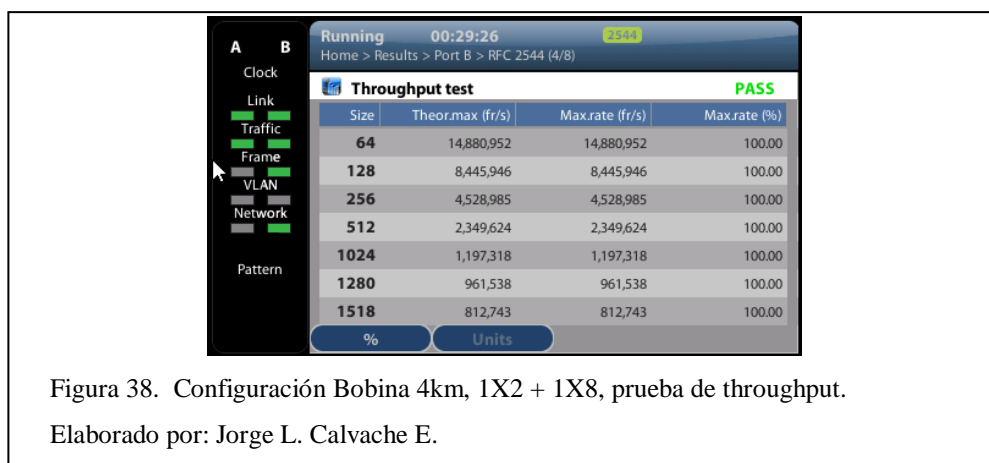 A B
Clock
Link
Traffic
Frame
VLAN
Network
Pattern
Running 00:29:26 2544
Home > Results > Port B > RFC 2544 (4/8)
Throughput test PASS
Size Theor.max (fr/s) Max.rate (fr/s) Max.rate (%)
64 14,880,952 14,880,952 100.00
128 8,445,946 8,445,946 100.00
256 4,528,985 4,528,985 100.00
512 2,349,624 2,349,624 100.00
1024 1,197,318 1,197,318 100.00
1280 961,538 961,538 100.00
1518 812,743 812,743 100.00
% Units
Figura 38. Configuración Bobina 4km, 1X2 + 1X8, prueba de throughput.
Elaborado por: Jorge L. Calvache E.